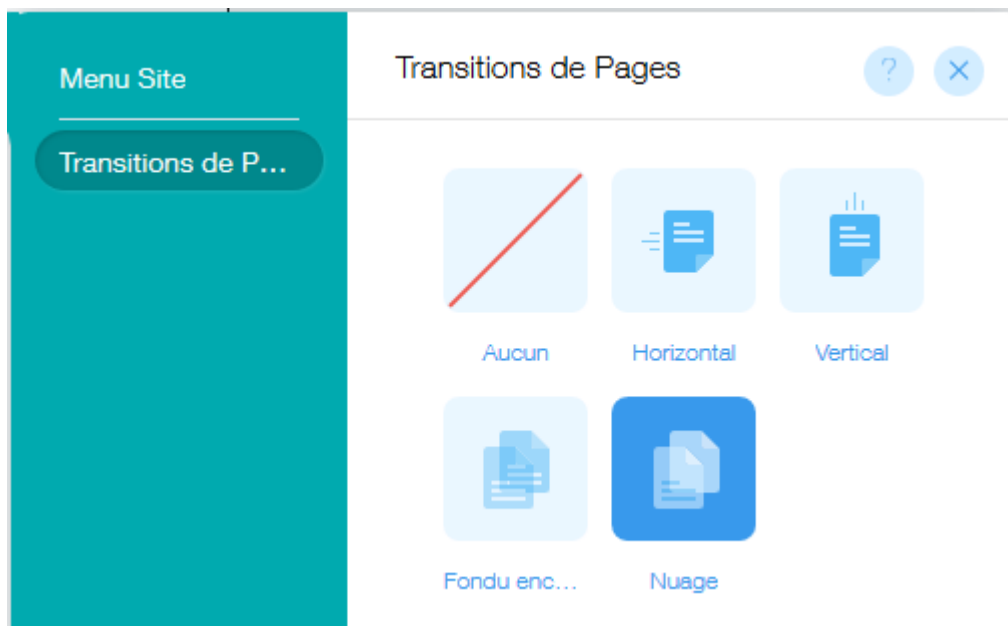 Menu Site
Transitions de P...
Transitions de Pages
?
Aucun
Horizontal
Vertical
Fondu enc...
Nuage